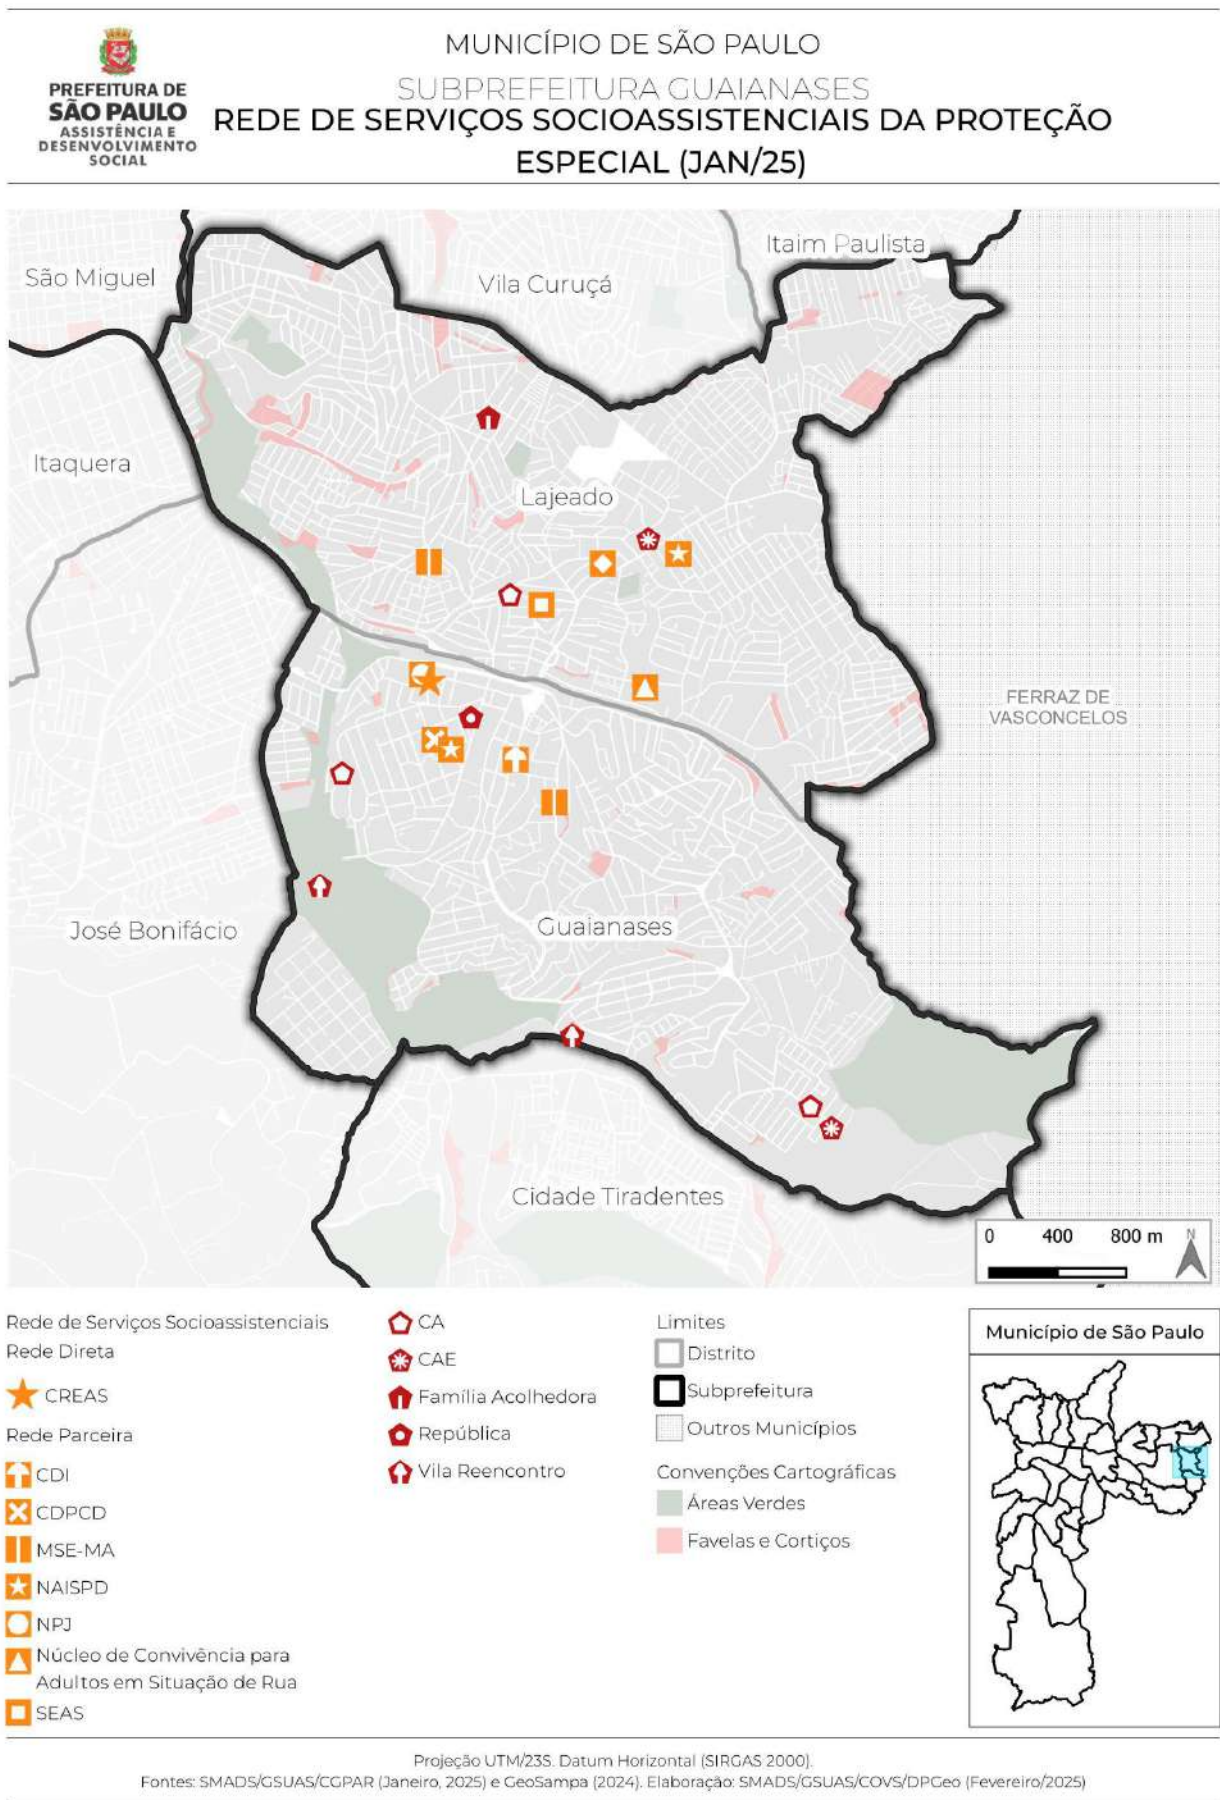 PREFEITURA DE
SÃO PAULO
ASSISTÊNCIA E
DESENVOLVIMENTO
SOCIAL
MUNICÍPIO DE SÃO PAULO
SUBPREFEITURA GUAIANASES
REDE DE SERVIÇOS SOCIOASSISTENCIAIS DA PROTEÇÃO
ESPECIAL (JAN/25)
Itaim Paulista
São Miguel
Vila Curuçá
Itaquera
Lajeado
FERRAZ DE
VASCONCELOS
José Bonifácio
Guaianases
Cidade Tiradentes
0 400 800 m N
Rede de Serviços Socioassistenciais
Rede Direta
CREAS
Rede Parceira
CDI
CDPCD
MSE-MA
NAISPD
NPJ
Núcleo de Convivência para
Adultos em Situação de Rua
SEAS
CA
CAE
Família Acolhedora
República
Vila Reencontro
Limites
Distrito
Subprefeitura
Outros Municípios
Convenções Cartográficas
Áreas Verdes
Favelas e Cortiços
Município de São Paulo
Projeção UTM/23S. Datum Horizontal (SIRGAS 2000).
Fontes: SMADS/GSUAS/CGPAR (Janeiro, 2025) e GeoSampa (2024). Elaboração: SMADS/GSUAS/COVS/DPGeo (Fevereiro/2025)